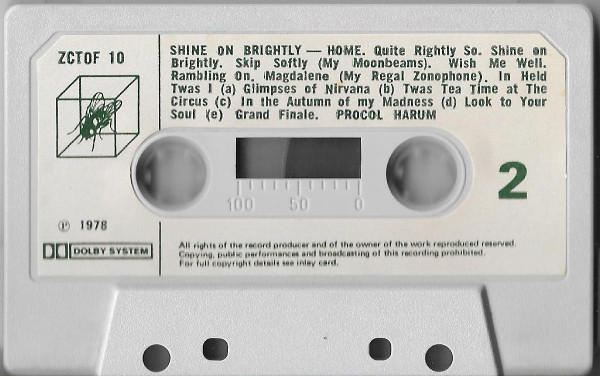 ZCTOF 10
SHINE ON BRIGHTLY — HOME. Quite Rightly So. Shine on
Brightly. Skip Softly (My Moonbeams). Wish Me Well.
Rambling On. Magdalene (My Regal Zonophone). In Held
Twas I (a) Glimpses of Nirvana (b) Twas Tea Time at The
Circus (c) In the Autumn of my Madness (d) Look to Your
Soul (e) Grand Finale. PROCOL HARUM
100 50 0
2
℗ 1978
DOLBY SYSTEM
All rights of the record producer and of the owner of the work reproduced reserved.
Copying, public performances and broadcasting of this recording prohibited.
For full copyright details see inlay card.